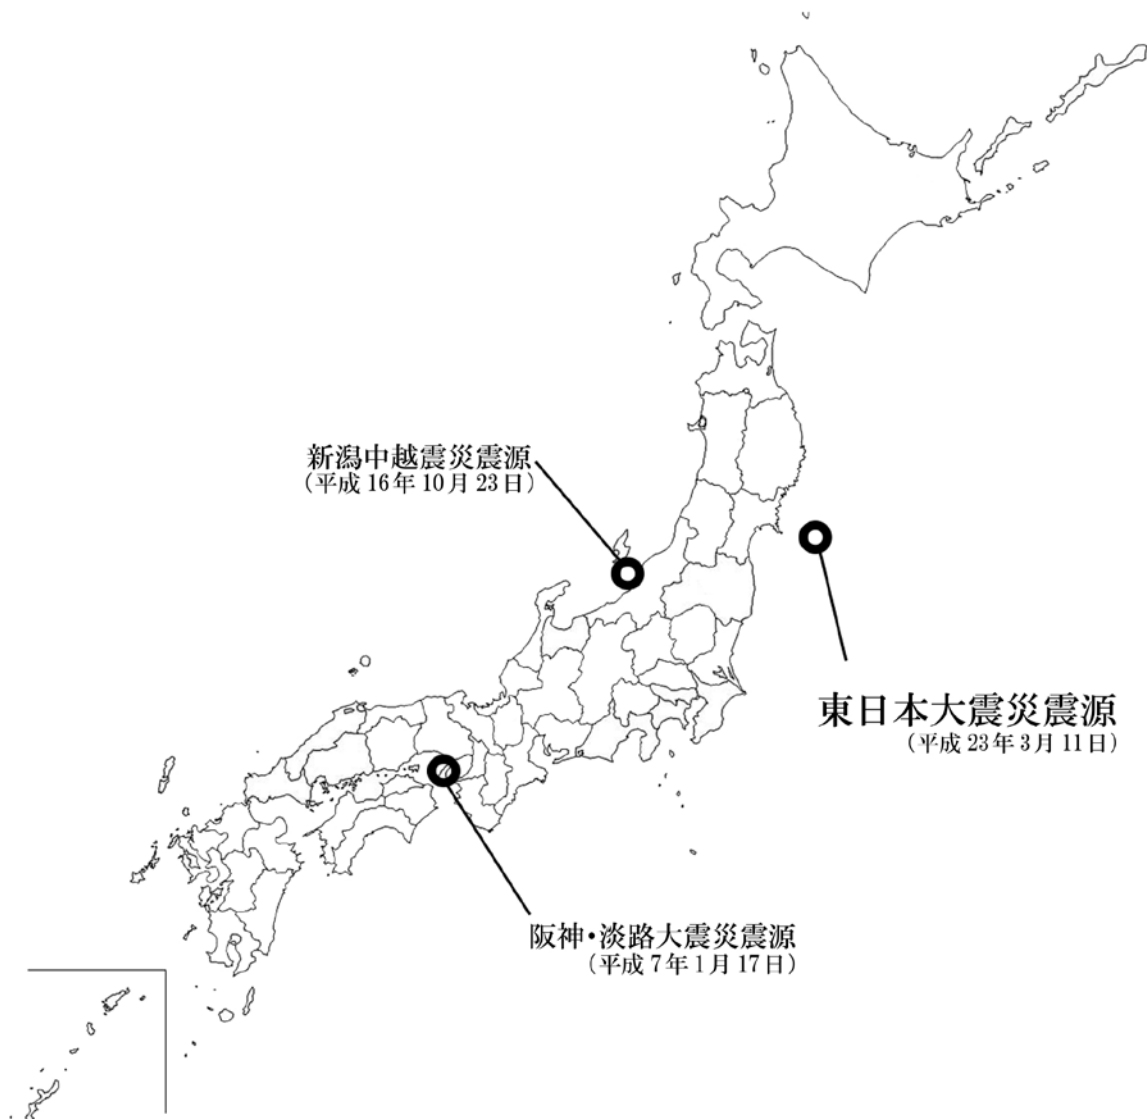 新潟中越震災震源
（平成16年10月23日）
東日本大震災震源
（平成23年3月11日）
阪神・淡路大震災震源
（平成7年1月17日）